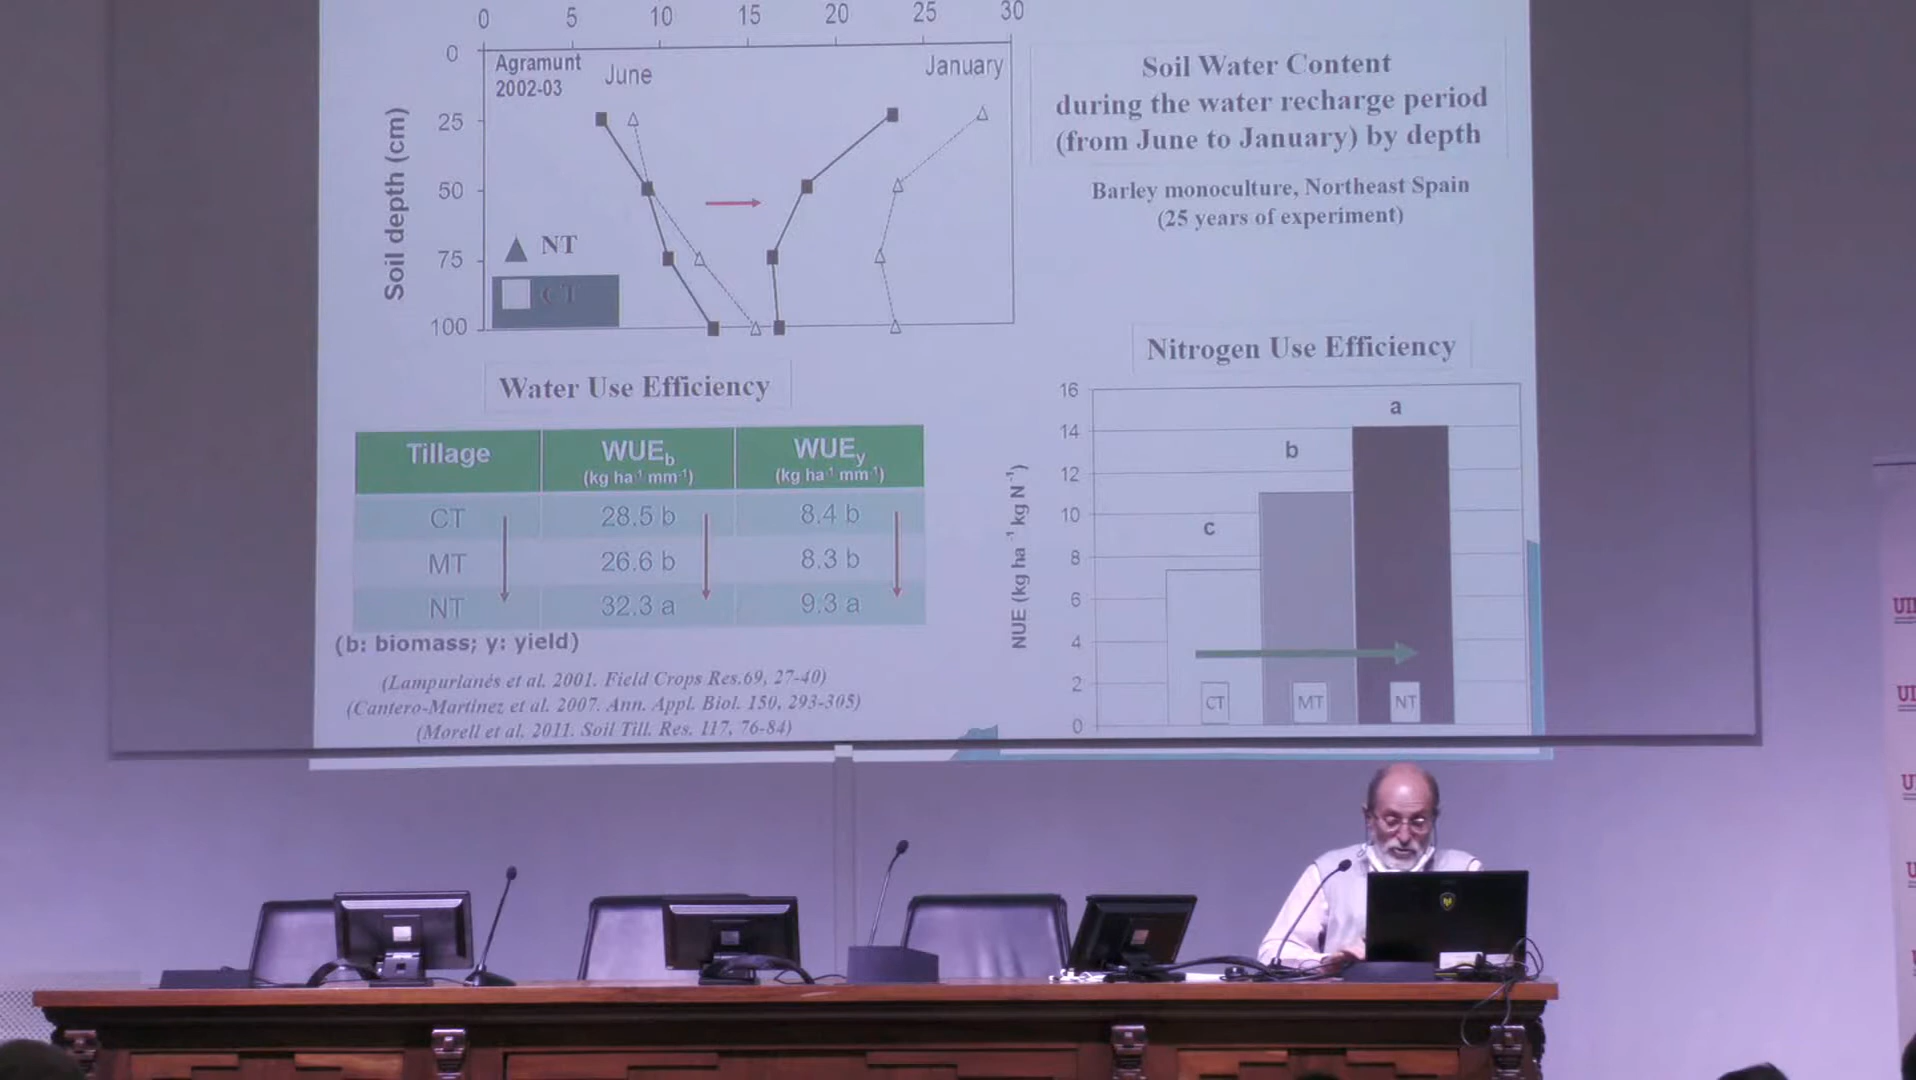 0 5 10 15 20 25 30
Agramunt
2002-03
June
January
Soil depth (cm)
0
25
50
75
100
NT
CT
Soil Water Content
during the water recharge period
(from June to January) by depth
Barley monoculture, Northeast Spain
(25 years of experiment)
Water Use Efficiency
Tillage WUEb (kg ha⁻¹ mm⁻¹) WUEy (kg ha⁻¹ mm⁻¹)
CT 28.5 b 8.4 b
MT 26.6 b 8.3 b
NT 32.3 a 9.3 a
(b: biomass; y: yield)
(Lampurlanés et al. 2001. Field Crops Res.69, 27-40)
(Cantero-Martínez et al. 2007. Ann. Appl. Biol. 150, 293-305)
(Morell et al. 2011. Soil Till. Res. 117, 76-84)
Nitrogen Use Efficiency
NUE (kg ha⁻¹ kg N⁻¹)
16
14
12
10
8
6
4
2
0
c
b
a
CT MT NT